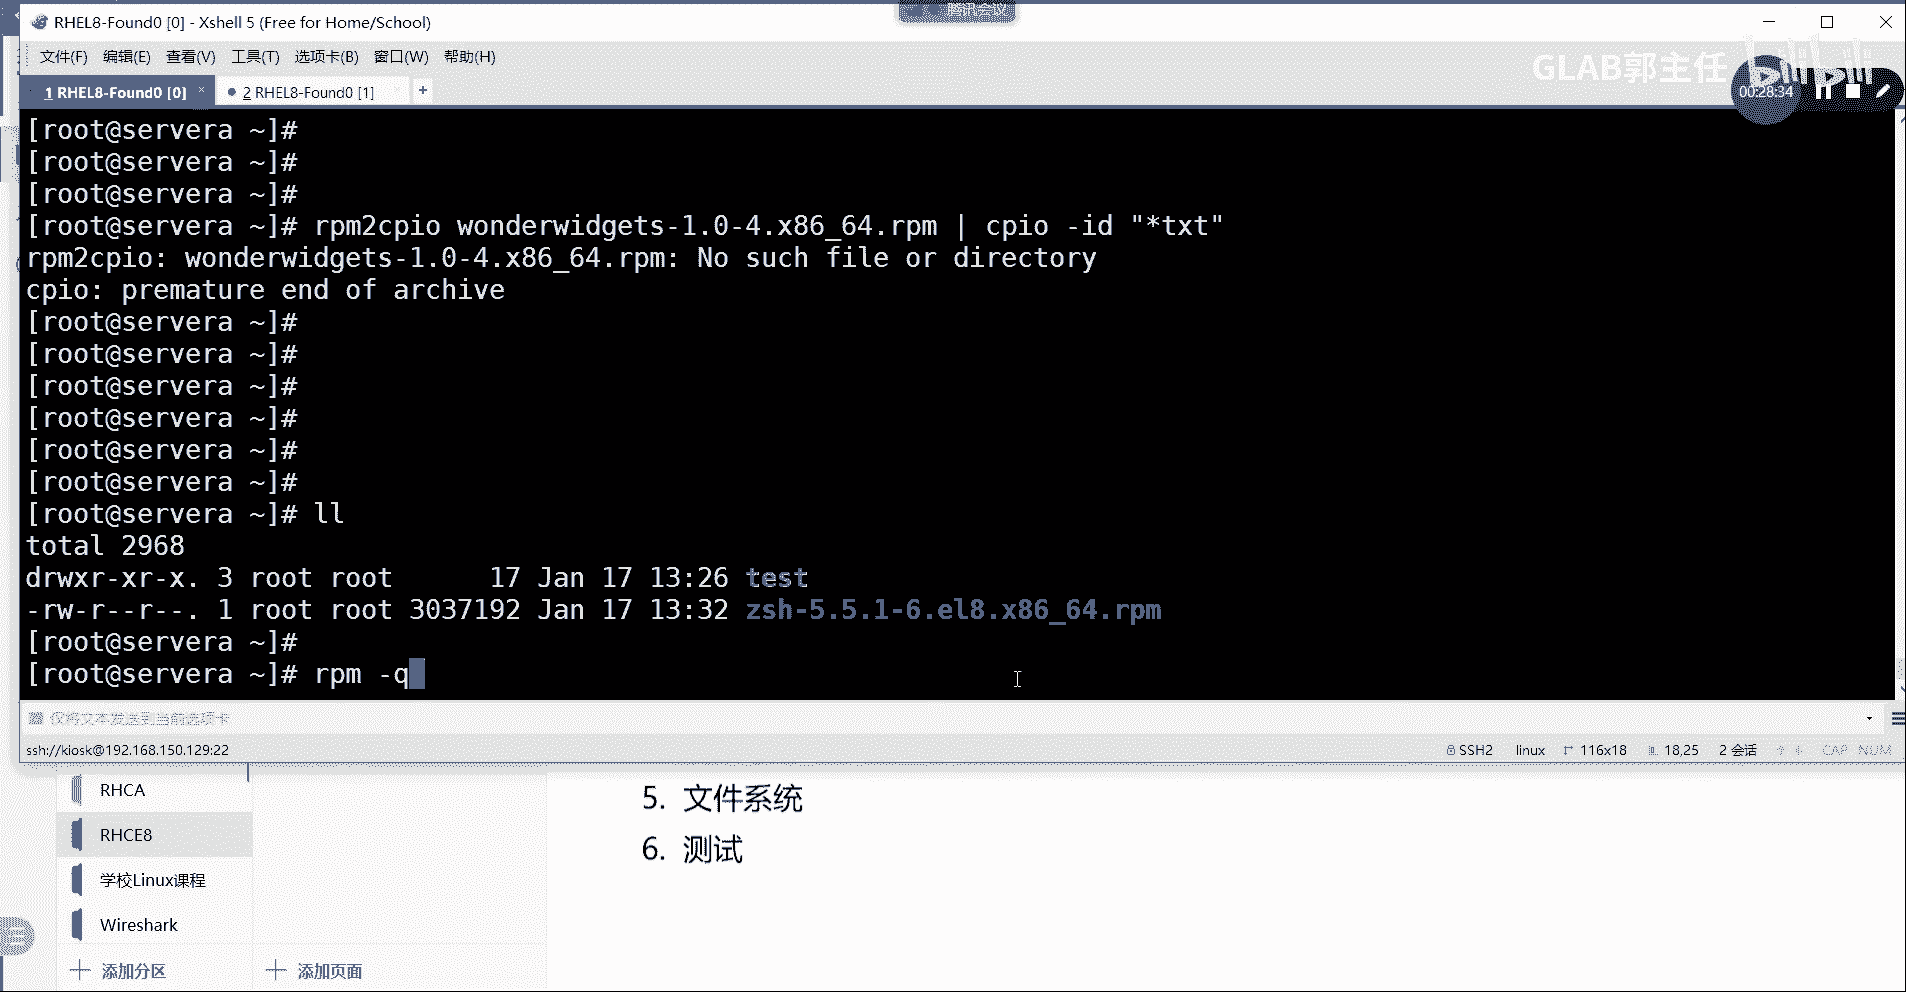 RHEL8-Found0 [0] - Xshell 5 (Free for Home/School)
腾讯会议
文件(F) 编辑(E) 查看(V) 工具(T) 选项卡(B) 窗口(W) 帮助(H)
GLAB郭主任 bilibili
00:28:34
1 RHEL8-Found0 [0] × 2 RHEL8-Found0 [1] +
[root@servera ~]#
[root@servera ~]#
[root@servera ~]#
[root@servera ~]# rpm2cpio wonderwidgets-1.0-4.x86_64.rpm | cpio -id "*txt"
rpm2cpio: wonderwidgets-1.0-4.x86_64.rpm: No such file or directory
cpio: premature end of archive
[root@servera ~]#
[root@servera ~]#
[root@servera ~]#
[root@servera ~]#
[root@servera ~]#
[root@servera ~]#
[root@servera ~]# ll
total 2968
drwxr-xr-x. 3 root root      17 Jan 17 13:26 test
-rw-r--r--. 1 root root 3037192 Jan 17 13:32 zsh-5.5.1-6.el8.x86_64.rpm
[root@servera ~]#
[root@servera ~]# rpm -q
仅将文本发送到当前选项卡
ssh://kiosk@192.168.150.129:22 SSH2 linux 116x18 18,25 2 会话 CAP NUM
RHCA
RHCE8
学校Linux课程
Wireshark
添加分区 添加页面
5. 文件系统
6. 测试